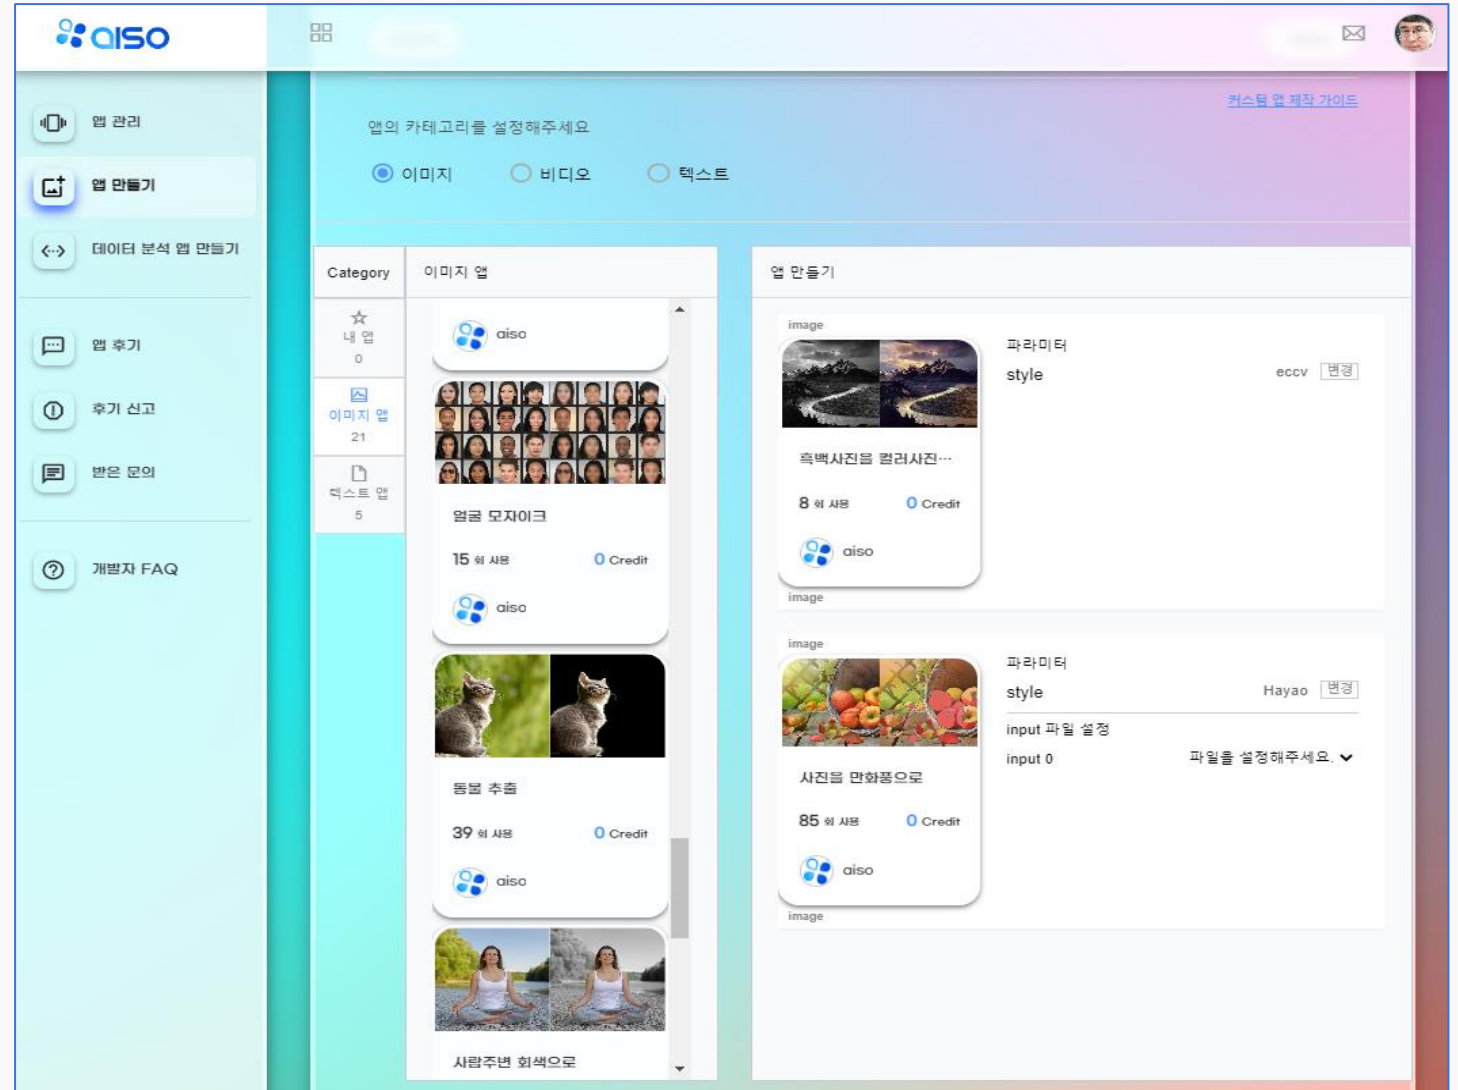 aiso
앱 관리
앱 만들기
데이터 분석 앱 만들기
앱 후기
후기 신고
받은 문의
개발자 FAQ
커스텀 앱 제작 가이드
앱의 카테고리를 설정해주세요
이미지 비디오 텍스트
Category
내 앱
0
이미지 앱
21
텍스트 앱
5
이미지 앱
aiso
얼굴 모자이크
15 회 사용 0 Credit
aiso
동물 추출
39 회 사용 0 Credit
aiso
사람주변 회색으로
앱 만들기
image
흑백사진을 컬러사진…
8 회 사용 0 Credit
aiso
image
파라미터
style eccv 변경
image
사진을 만화풍으로
85 회 사용 0 Credit
aiso
image
파라미터
style Hayao 변경
input 파일 설정
input 0 파일을 설정해주세요.